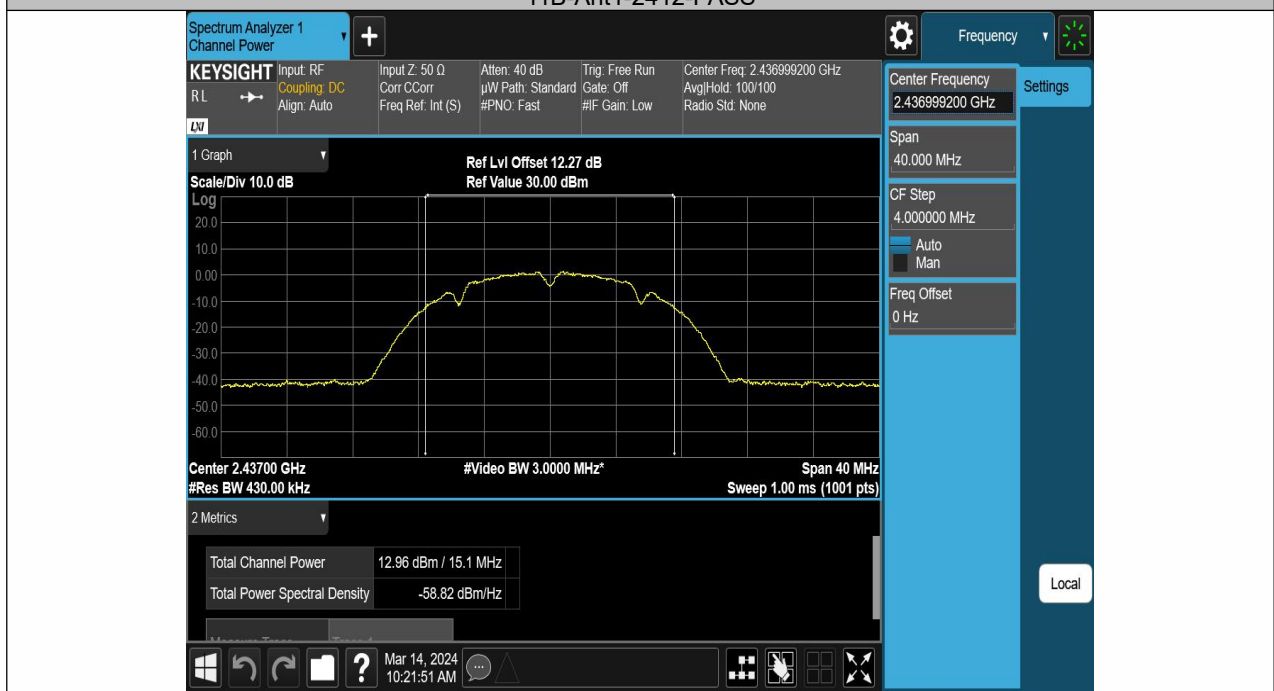 Spectrum Analyzer 1
Channel Power
+
Frequency
KEYSIGHT
RL
LXI
Input: RF
Coupling: DC
Align: Auto
Input Z: 50 Ω
Corr CCorr
Freq Ref: Int (S)
Atten: 40 dB
µW Path: Standard
#PNO: Fast
Trig: Free Run
Gate: Off
#IF Gain: Low
Center Freq: 2.436999200 GHz
Avg|Hold: 100/100
Radio Std: None
Center Frequency
2.436999200 GHz
Settings
Span
40.000 MHz
CF Step
4.000000 MHz
Auto
Man
Freq Offset
0 Hz
1 Graph
Ref Lvl Offset 12.27 dB
Scale/Div 10.0 dB
Ref Value 30.00 dBm
Log
20.0
10.0
0.00
-10.0
-20.0
-30.0
-40.0
-50.0
-60.0
Center 2.43700 GHz
#Video BW 3.0000 MHz*
Span 40 MHz
#Res BW 430.00 kHz
Sweep 1.00 ms (1001 pts)
2 Metrics
Total Channel Power 12.96 dBm / 15.1 MHz
Total Power Spectral Density -58.82 dBm/Hz
Local
?
Mar 14, 2024
10:21:51 AM